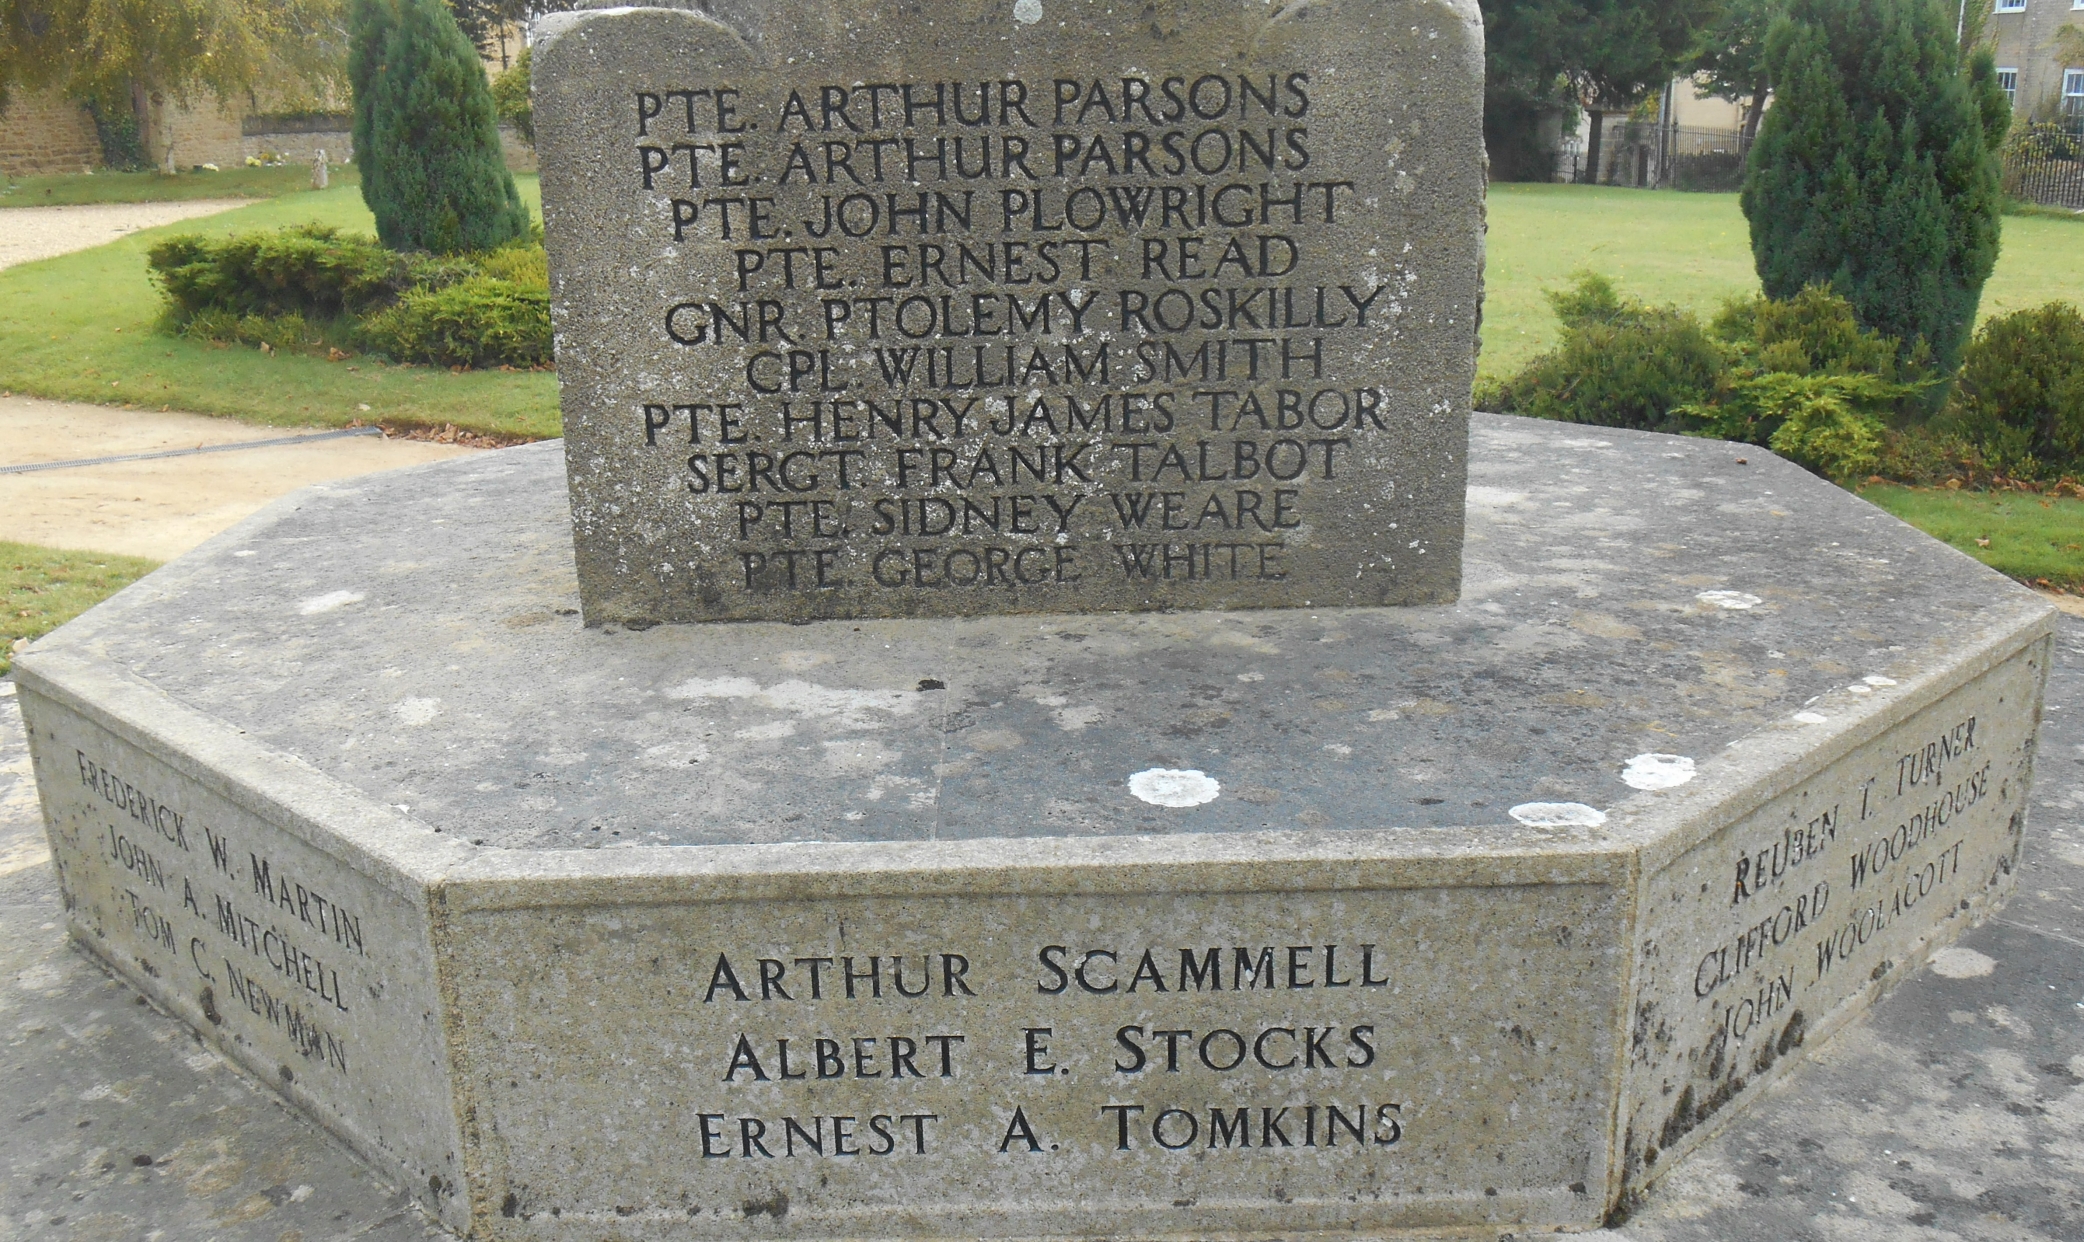 PTE. ARTHUR PARSONS
PTE. ARTHUR PARSONS
PTE. JOHN PLOWRIGHT
PTE. ERNEST READ
GNR. PTOLEMY ROSKILLY
CPL. WILLIAM SMITH
PTE. HENRY JAMES TABOR
SERGT. FRANK TALBOT
PTE. SIDNEY WEARE
PTE. GEORGE WHITE
FREDERICK W. MARTIN
JOHN A. MITCHELL
TOM C. NEWMAN
ARTHUR SCAMMELL
ALBERT E. STOCKS
ERNEST A. TOMKINS
REUBEN T. TURNER
CLIFFORD WOODHOUSE
JOHN WOOLACOTT